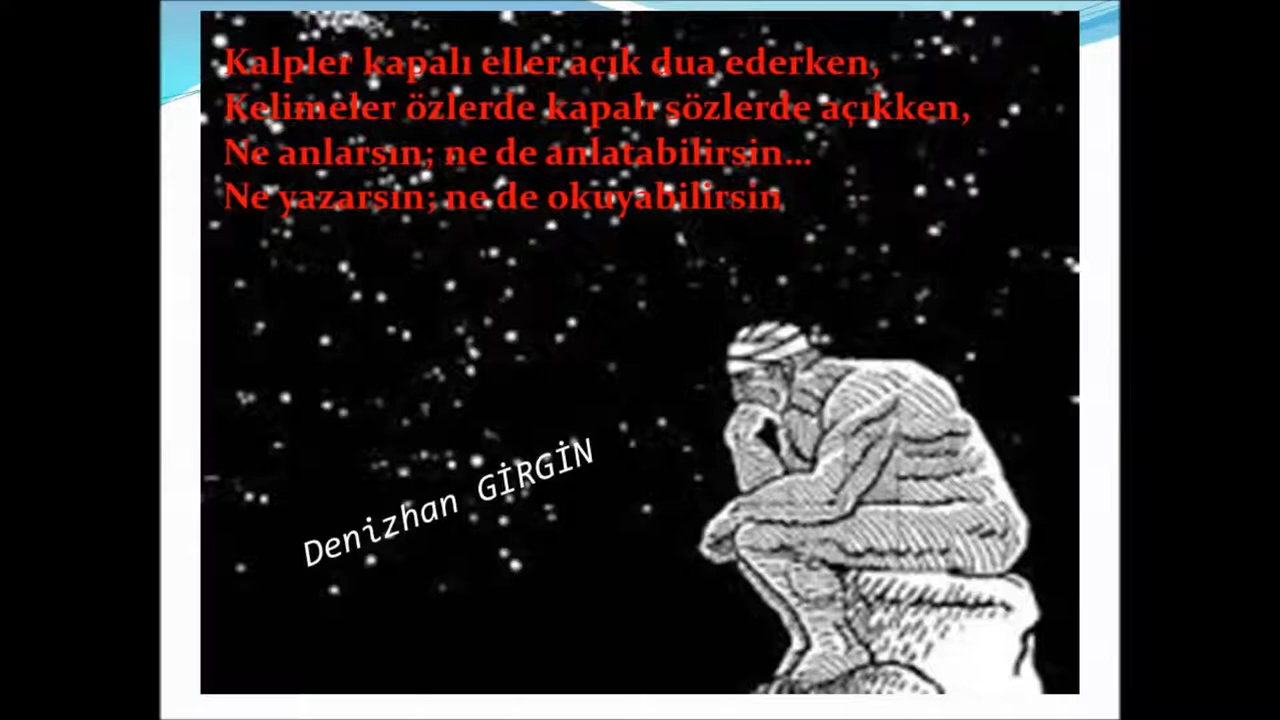 Kalpler kapalı eller açık dua ederken,
Kelimeler özlerde kapalı sözlerde açıkken,
Ne anlarsın; ne de anlatabilirsin...
Ne yazarsın; ne de okuyabilirsin
Denizhan GİRGİN